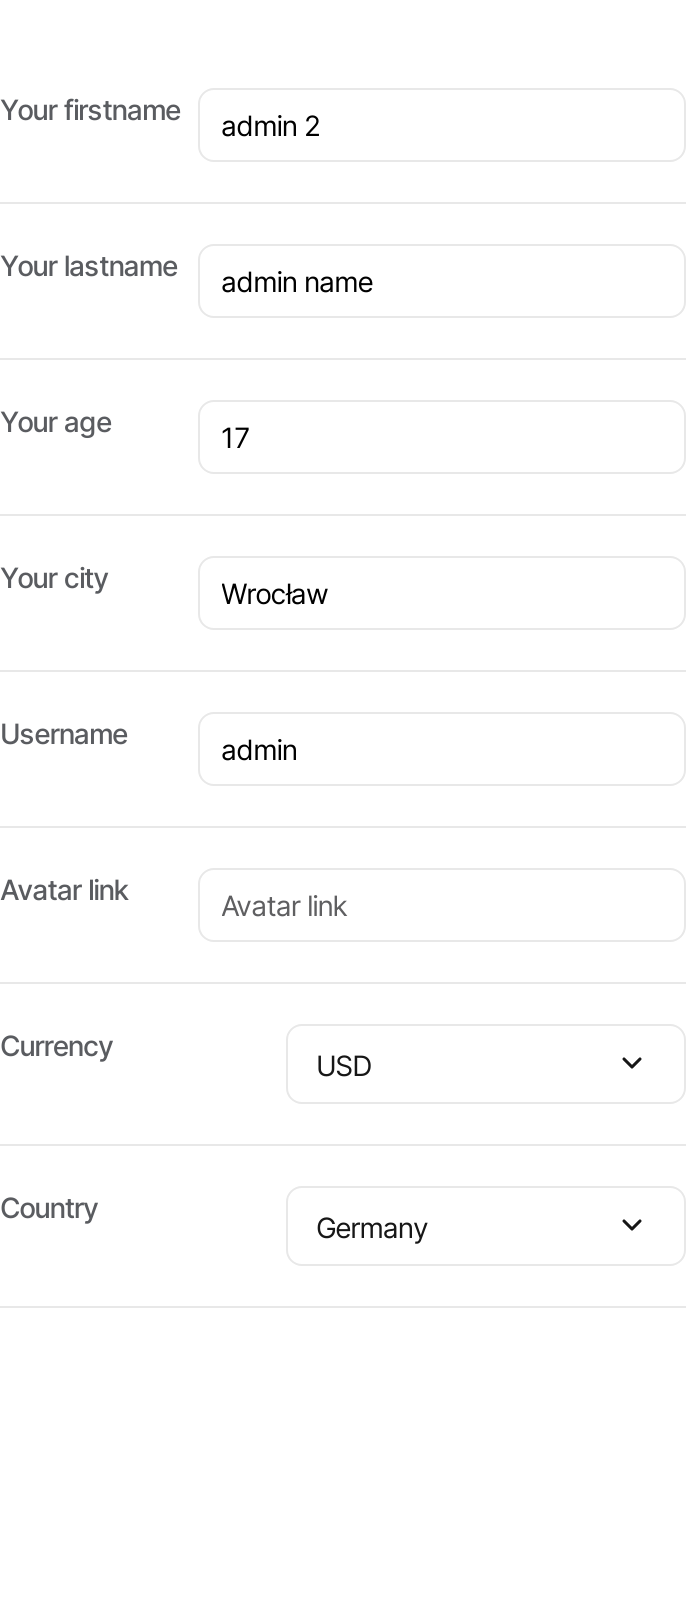 Your firstname admin 2
Your lastname admin name
Your age 17
Your city Wrocław
Username admin
Avatar link Avatar link
Currency USD
Country Germany